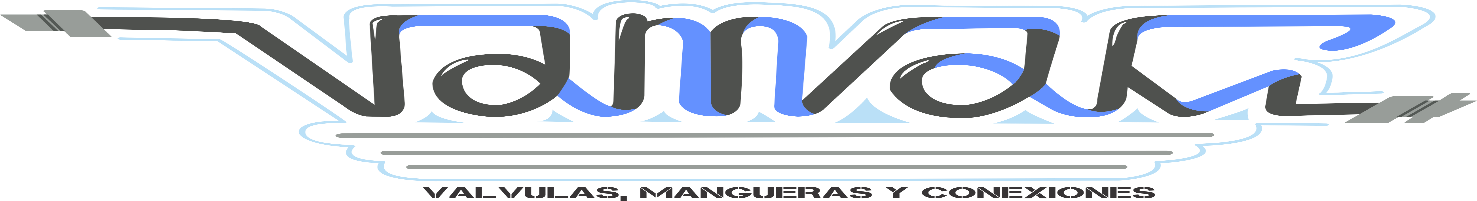 VALVULAS, MANGUERAS Y CONEXIONES